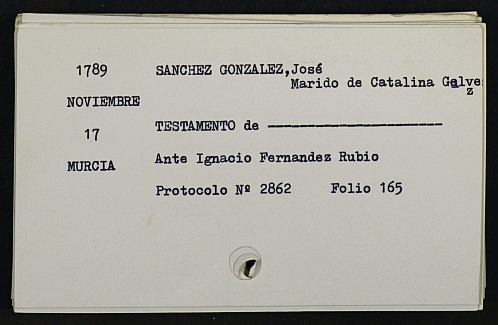 1789 SANCHEZ GONZALEZ,José
Marido de Catalina Galvez
NOVIEMBRE
17 TESTAMENTO de ----------------------
MURCIA Ante Ignacio Fernandez Rubio
Protocolo Nº 2862 Folio 165